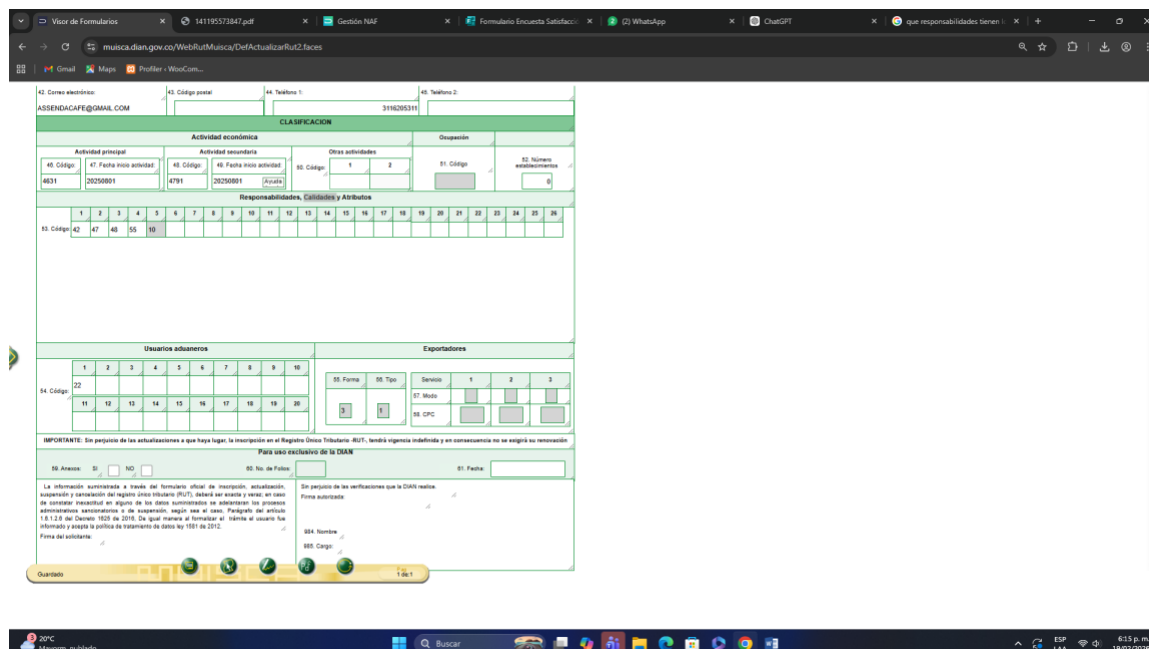 Visor de Formularios
141195573847.pdf
Gestión NAF
Formulario Encuesta Satisfacció
(2) WhatsApp
ChatGPT
que responsabilidades tienen l
muisca.dian.gov.co/WebRutMuisca/DefActualizarRut2.faces
Gmail Maps Profiler ‹ WooCom...
42. Correo electrónico: 43. Código postal 44. Teléfono 1: 45. Teléfono 2:
ASSENDACAFE@GMAIL.COM 3116205311
CLASIFICACION
Actividad económica Ocupación
Actividad principal Actividad secundaria Otras actividades
46. Código: 47. Fecha inicio actividad: 48. Código: 49. Fecha inicio actividad: 50. Código: 1 2 51. Código 52. Número establecimientos
4631 20250801 4791 20250801 Ayuda 0
Responsabilidades, Calidades y Atributos
1 2 3 4 5 6 7 8 9 10 11 12 13 14 15 16 17 18 19 20 21 22 23 24 25 26
53. Código: 42 47 48 55 10
Usuarios aduaneros Exportadores
1 2 3 4 5 6 7 8 9 10
54. Código: 22
11 12 13 14 15 16 17 18 19 20
55. Forma 56. Tipo Servicio 1 2 3
3 1 57. Modo
58. CPC
IMPORTANTE: Sin perjuicio de las actualizaciones a que haya lugar, la inscripción en el Registro Único Tributario -RUT-, tendrá vigencia indefinida y en consecuencia no se exigirá su renovación
Para uso exclusivo de la DIAN
59. Anexos: SI NO 60. No. de Folios: 61. Fecha:
La información suministrada a través del formulario oficial de inscripción, actualización,
suspensión y cancelación del registro único tributario (RUT), deberá ser exacta y veraz; en caso
de constatar inexactitud en alguno de los datos suministrados se adelantarán los procesos
administrativos sancionatorios o de suspensión, según sea el caso. Parágrafo del artículo
1.6.1.2.6 del Decreto 1625 de 2016. De igual manera al formalizar el trámite el usuario fue
informado y acepta la política de tratamiento de datos ley 1581 de 2012.
Firma del solicitante:
Sin perjuicio de las verificaciones que la DIAN realice.
Firma autorizada:
984. Nombre
985. Cargo:
Guardado
1 de:1
3
20°C
Mayorm. nublado
Buscar
ESP
LAA
6:15 p. m.
19/02/2026